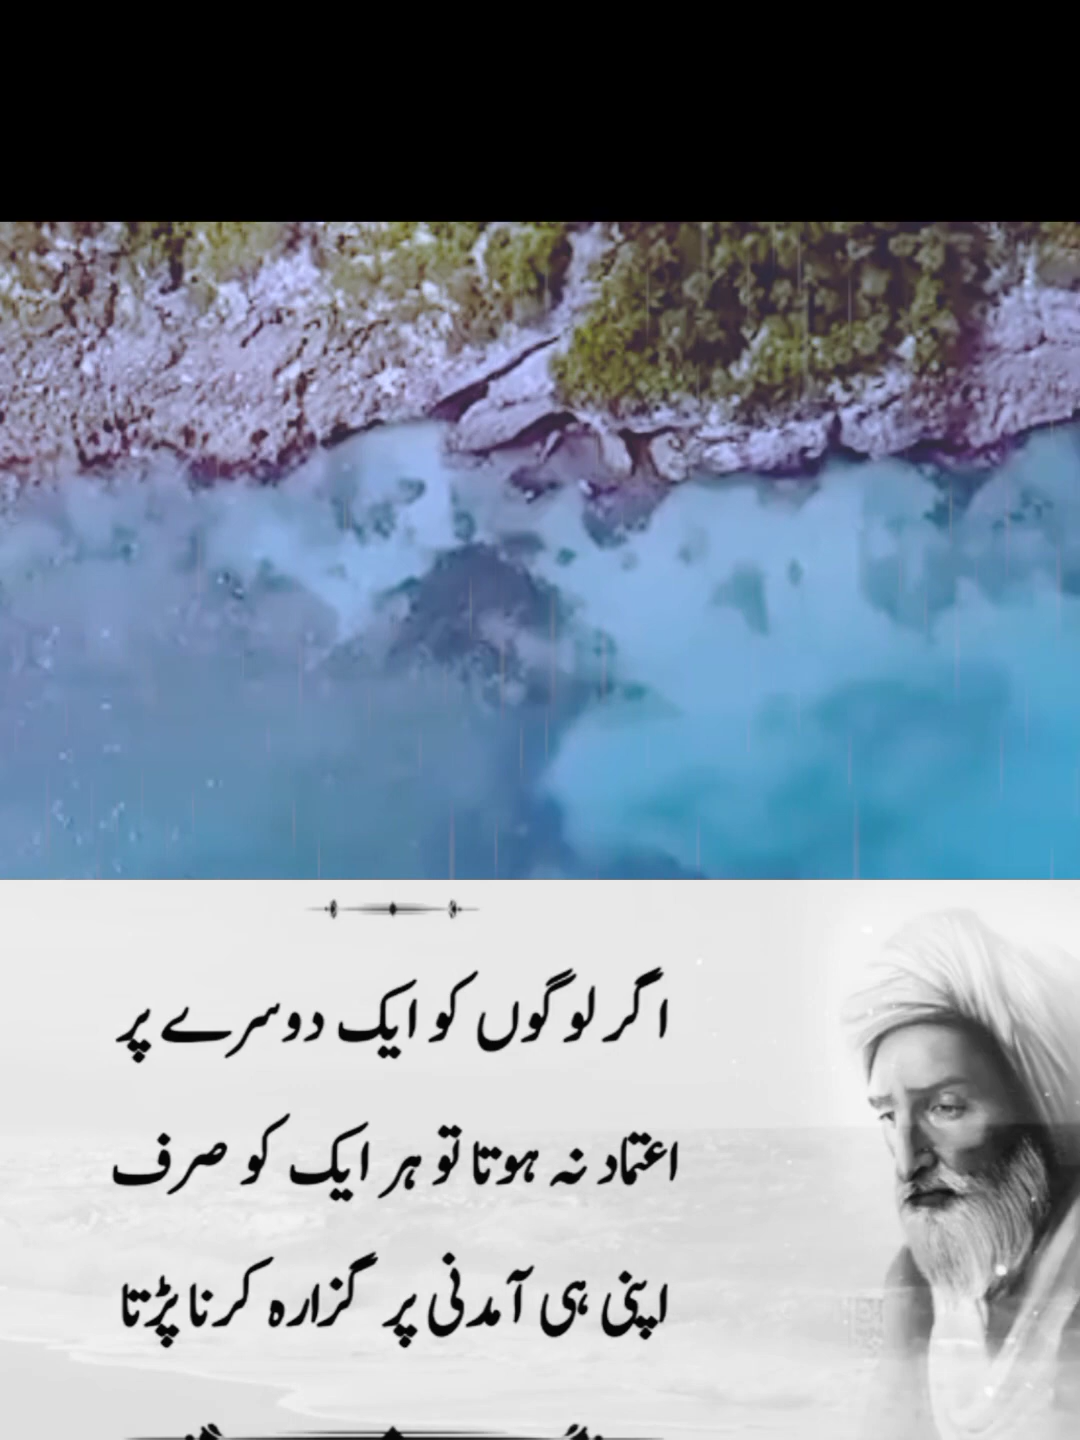 اگر لوگوں کو ایک دوسرے پر
اعتماد نہ ہوتا تو ہر ایک کو صرف
اپنی ہی آمدنی پر گزارہ کرنا پڑتا